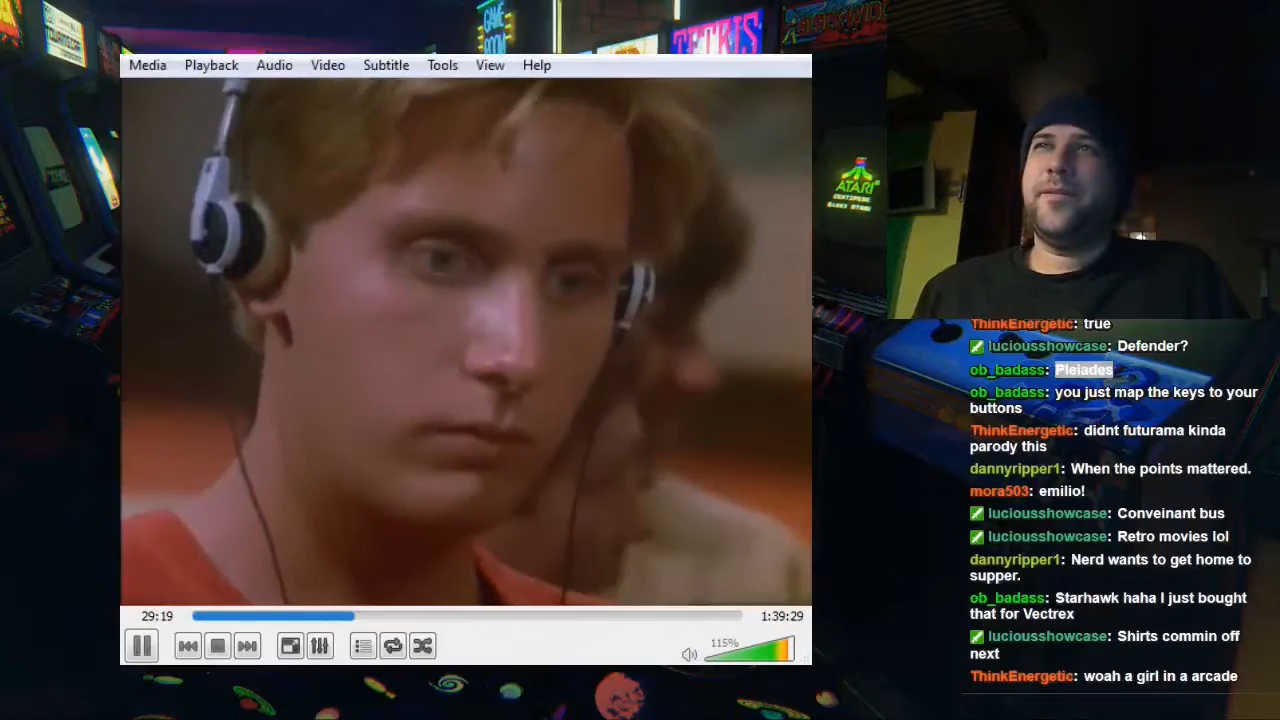 GAME
ROOM
TETRIS
Media Playback Audio Video Subtitle Tools View Help
ATARI
CENTIPEDE
ThinkEnergetic: true
luciousshowcase: Defender?
ob_badass: Pleiades
ob_badass: you just map the keys to your
buttons
ThinkEnergetic: didnt futurama kinda
parody this
dannyripper1: When the points mattered.
mora503: emilio!
luciousshowcase: Conveinant bus
luciousshowcase: Retro movies lol
dannyripper1: Nerd wants to get home to
supper.
ob_badass: Starhawk haha I just bought
that for Vectrex
luciousshowcase: Shirts commin off
next
ThinkEnergetic: woah a girl in a arcade
29:19
1:39:29
115%